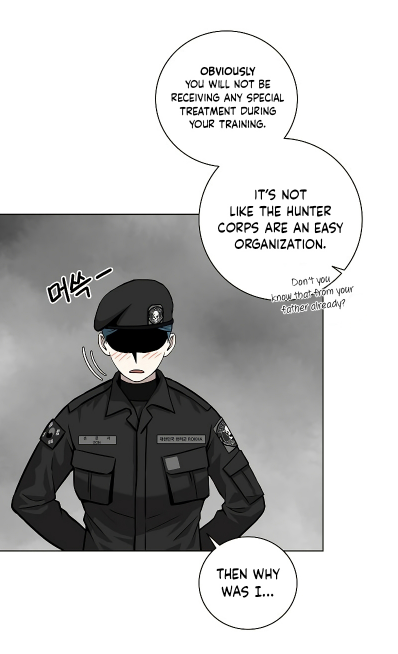 OBVIOUSLY
YOU WILL NOT BE
RECEIVING ANY SPECIAL
TREATMENT DURING
YOUR TRAINING.
IT'S NOT
LIKE THE HUNTER
CORPS ARE AN EASY
ORGANIZATION.
Don't you
know that from your
father already?
머쓱—
THEN WHY
WAS I...